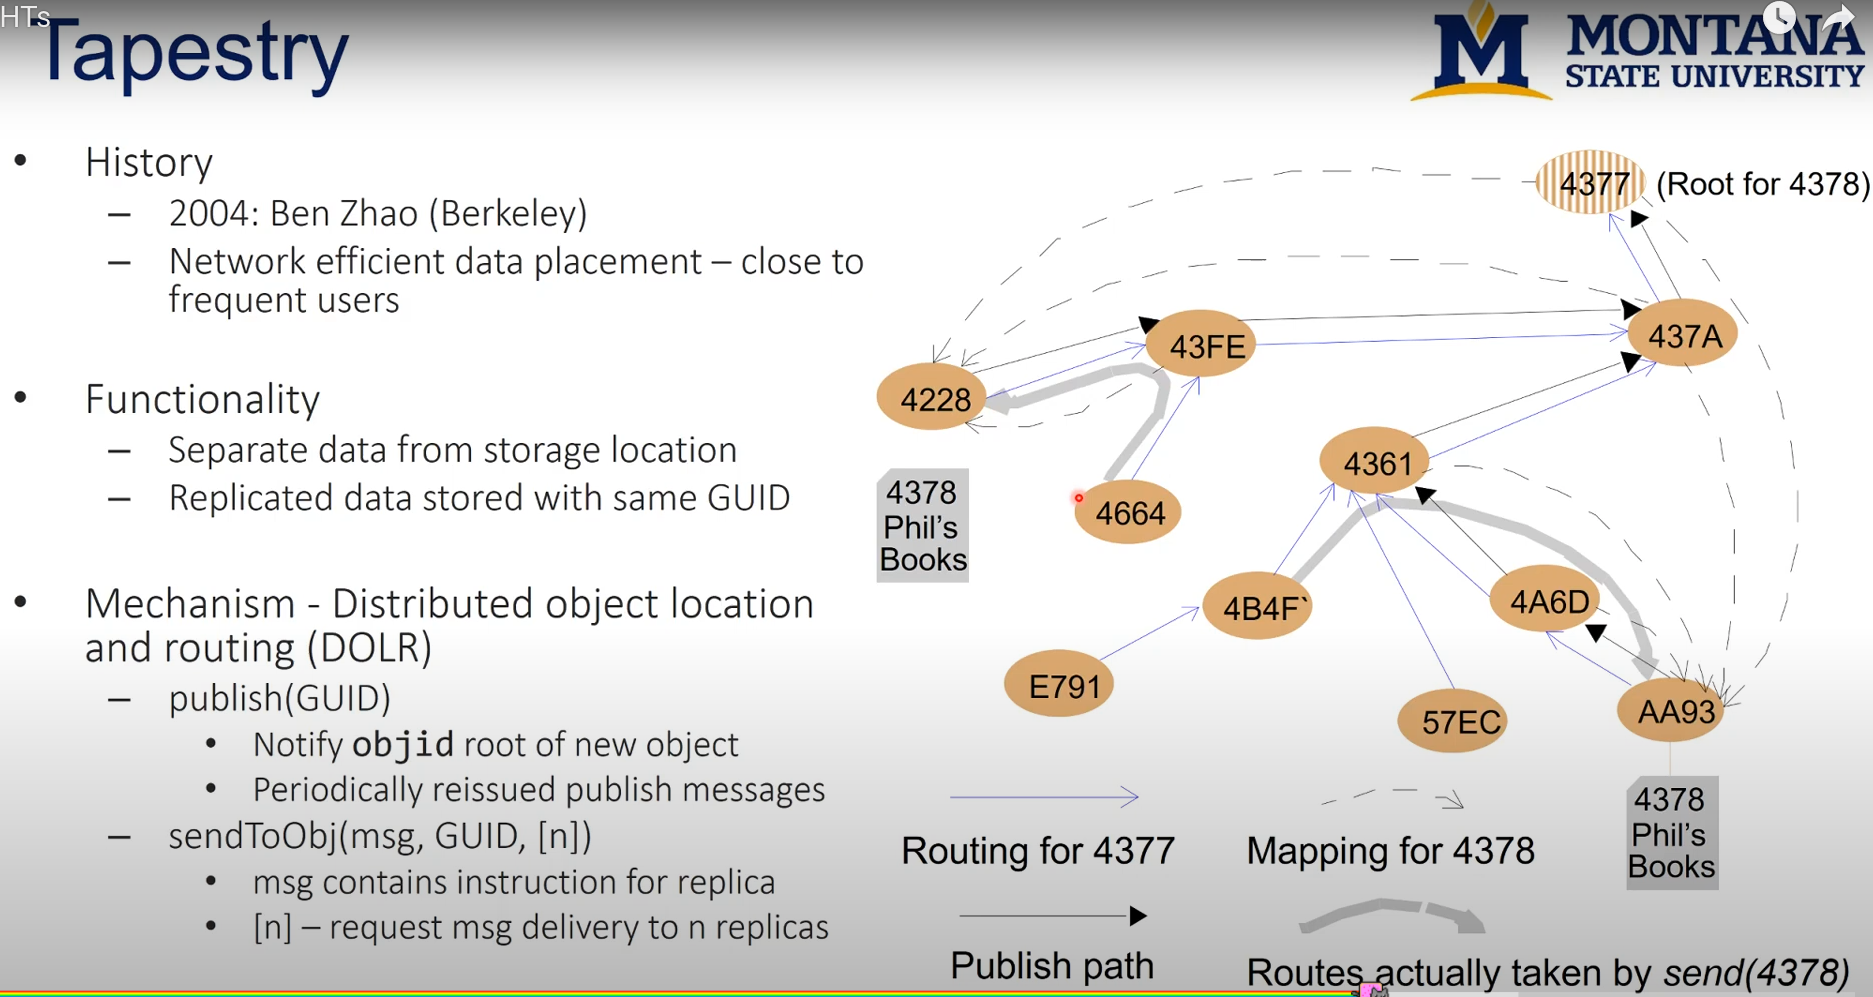 HTs
Tapestry
MONTANA
STATE UNIVERSITY
• History
– 2004: Ben Zhao (Berkeley)
– Network efficient data placement – close to
frequent users
• Functionality
– Separate data from storage location
– Replicated data stored with same GUID
• Mechanism - Distributed object location
and routing (DOLR)
– publish(GUID)
• Notify objid root of new object
• Periodically reissued publish messages
– sendToObj(msg, GUID, [n])
• msg contains instruction for replica
• [n] – request msg delivery to n replicas
4377 (Root for 4378)
437A
43FE
4228
4361
4378
Phil's
Books
4664
4B4F`
4A6D
E791
57EC
AA93
4378
Phil's
Books
Routing for 4377
Mapping for 4378
Publish path
Routes actually taken by send(4378)